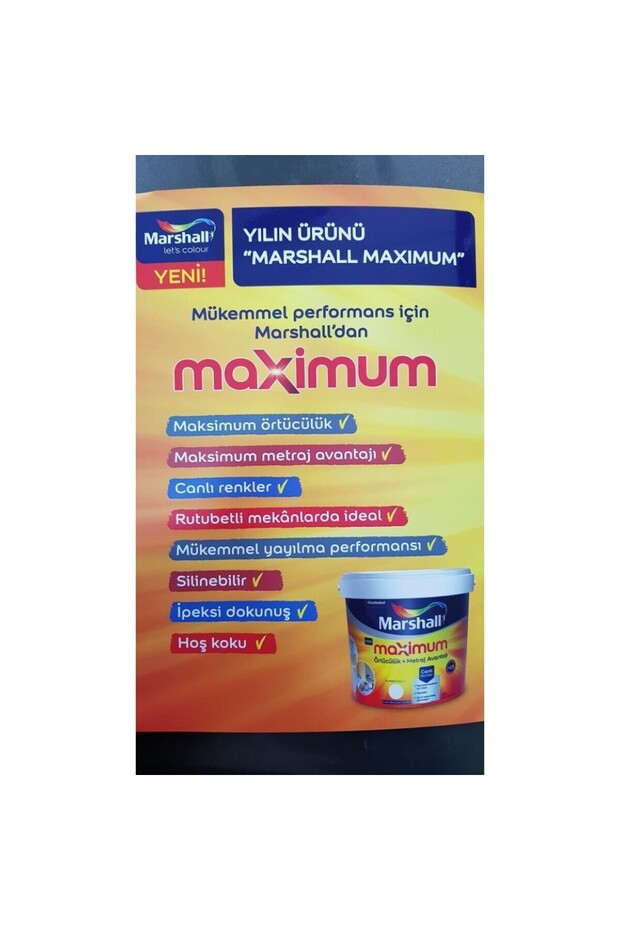 Marshall
let's colour
YENİ!
YILIN ÜRÜNÜ
"MARSHALL MAXIMUM"
Mükemmel performans için
Marshall'dan
maximum
Maksimum örtücülük
Maksimum metraj avantajı
Canlı renkler
Rutubetli mekânlarda ideal
Mükemmel yayılma performansı
Silinebilir
İpeksi dokunuş
Hoş koku
Marshall
maximum
Örtücülük + Metraj Avantajı